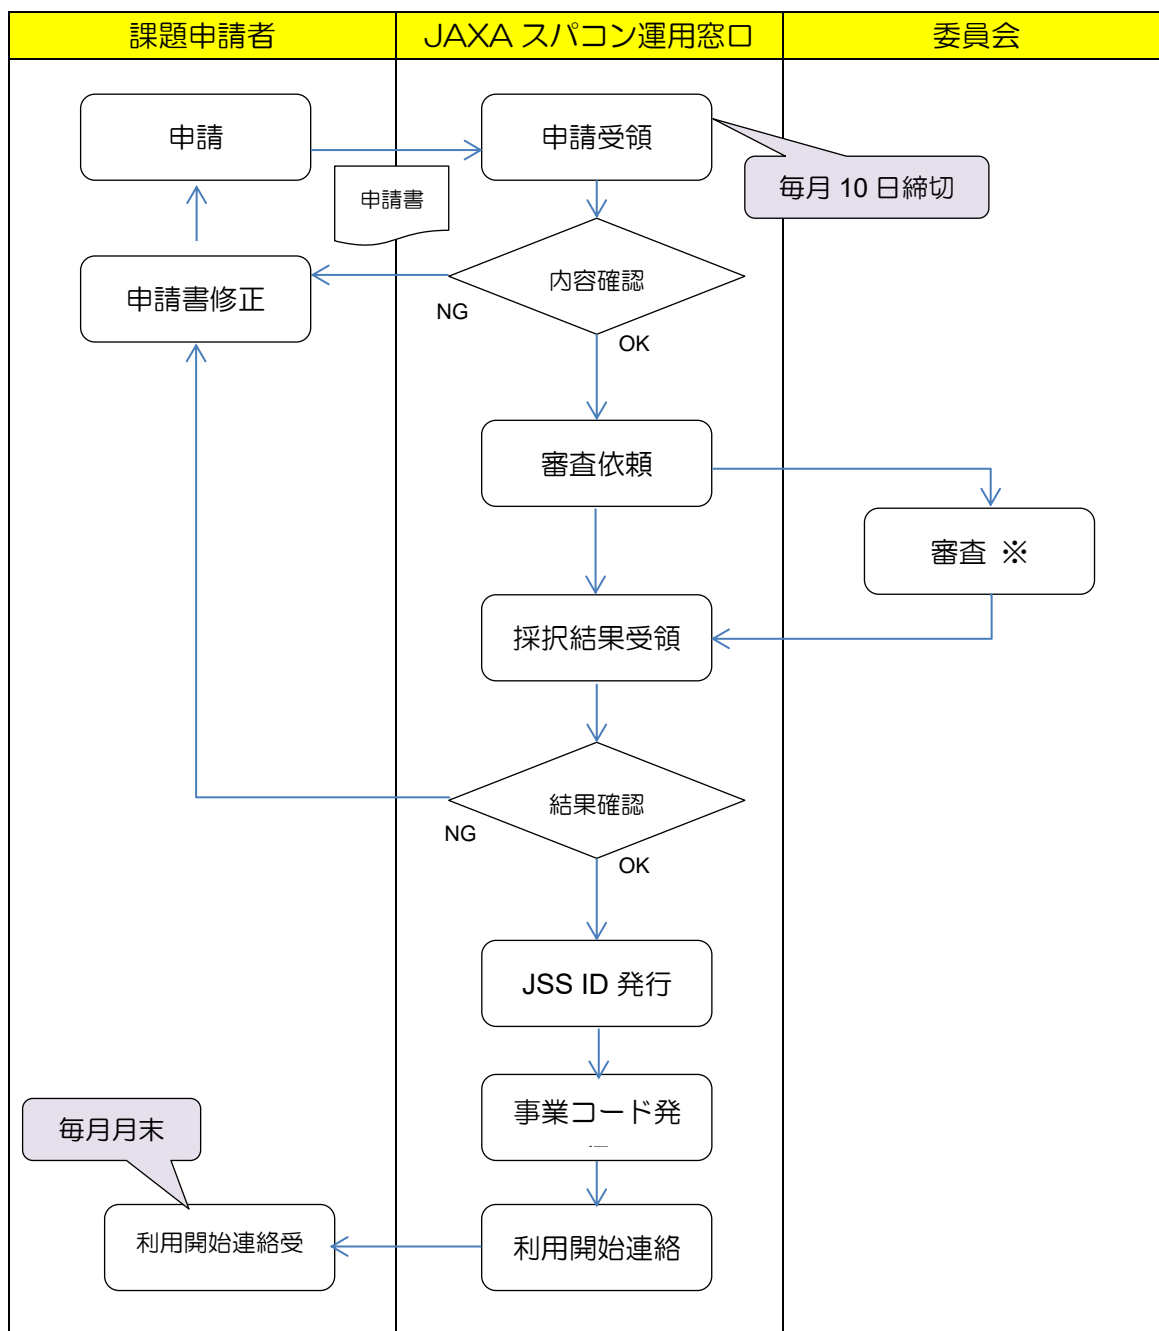 課題申請者
JAXA スパコン運用窓口
委員会
申請
申請受領
毎月 10 日締切
申請書
内容確認
申請書修正
NG
OK
審査依頼
審査 ※
採択結果受領
結果確認
NG
OK
JSS ID 発行
事業コード発
毎月月末
利用開始連絡受
利用開始連絡